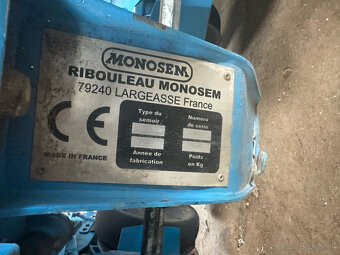 MONOSEM
RIBOULEAU MONOSEM
79240 LARGEASSE France
CE
Type du semoir
Numero de serie
Année de fabrication
Poids en Kg
MADE IN FRANCE